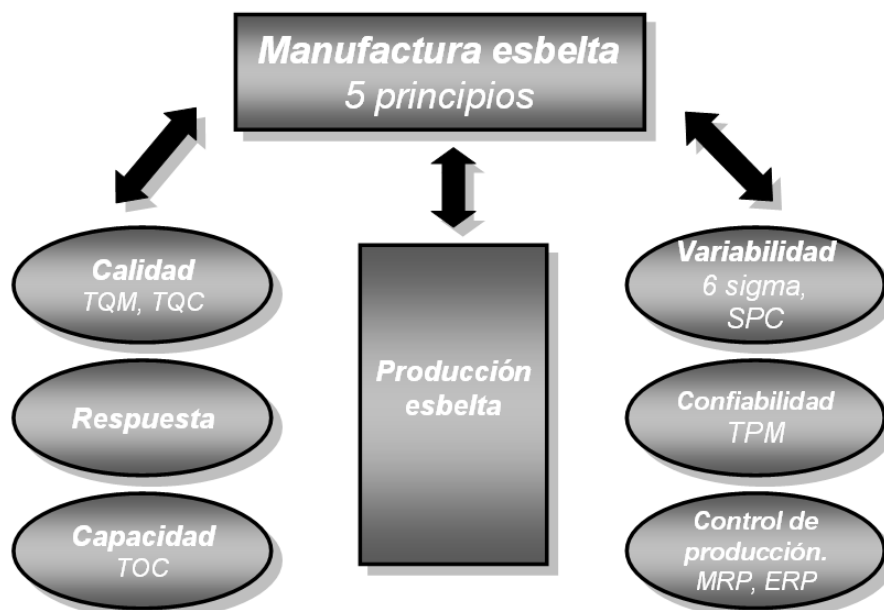 Manufactura esbelta
5 principios
Calidad
TQM, TQC
Respuesta
Capacidad
TOC
Producción
esbelta
Variabilidad
6 sigma,
SPC
Confiabilidad
TPM
Control de
producción.
MRP, ERP